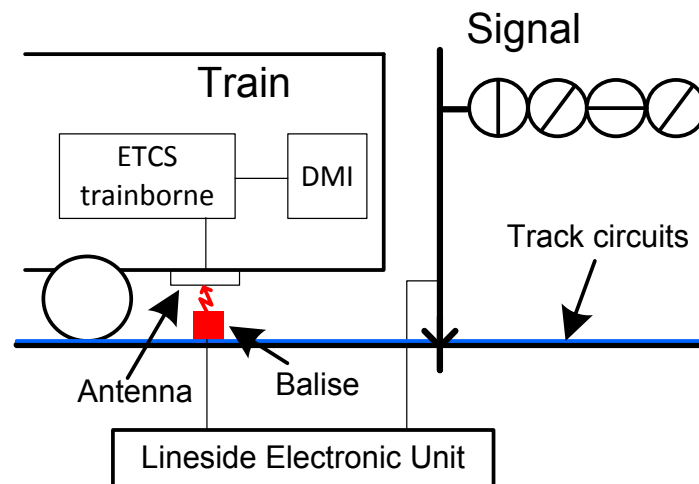 Signal
Train
ETCS
trainborne
DMI
Track circuits
Antenna
Balise
Lineside Electronic Unit